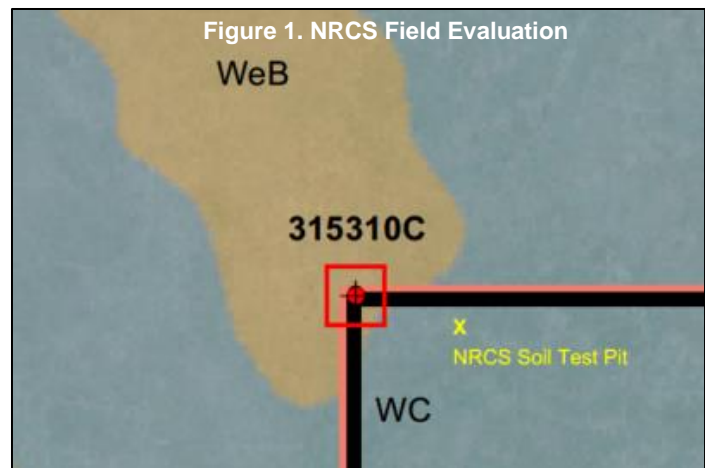 Figure 1. NRCS Field Evaluation
WeB
315310C
X
NRCS Soil Test Pit
WC